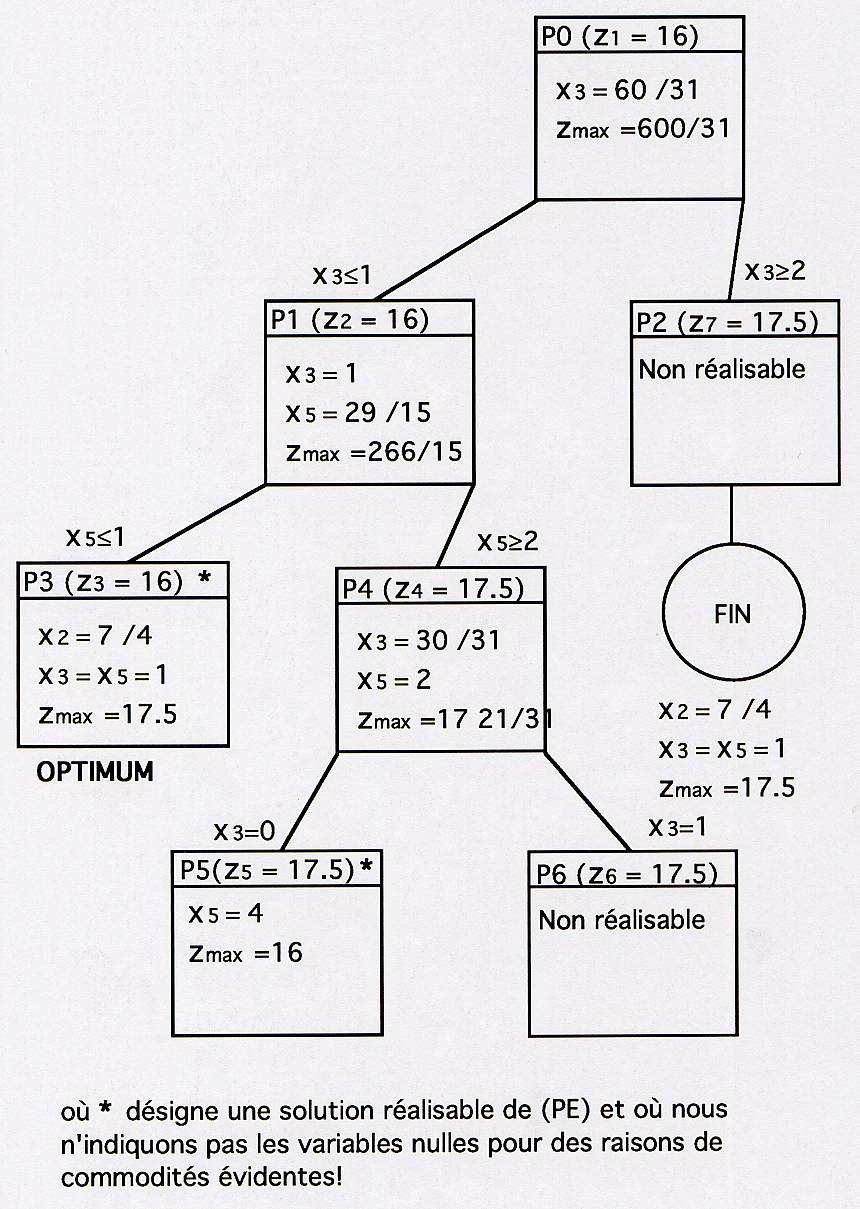 P0 (z1 = 16)
x3 = 60 /31
zmax =600/31
x3≤1
x3≥2
P1 (z2 = 16)
x3 = 1
x5 = 29 /15
zmax =266/15
P2 (z7 = 17.5)
Non réalisable
x5≤1
x5≥2
P3 (z3 = 16) *
x2 = 7 /4
x3 = x5 = 1
zmax =17.5
OPTIMUM
P4 (z4 = 17.5)
x3 = 30 /31
x5 = 2
zmax =17 21/31
FIN
x2 = 7 /4
x3 = x5 = 1
zmax =17.5
x3=0
x3=1
P5(z5 = 17.5) *
x5 = 4
zmax =16
P6 (z6 = 17.5)
Non réalisable
où * désigne une solution réalisable de (PE) et où nous
n'indiquons pas les variables nulles pour des raisons de
commodités évidentes!